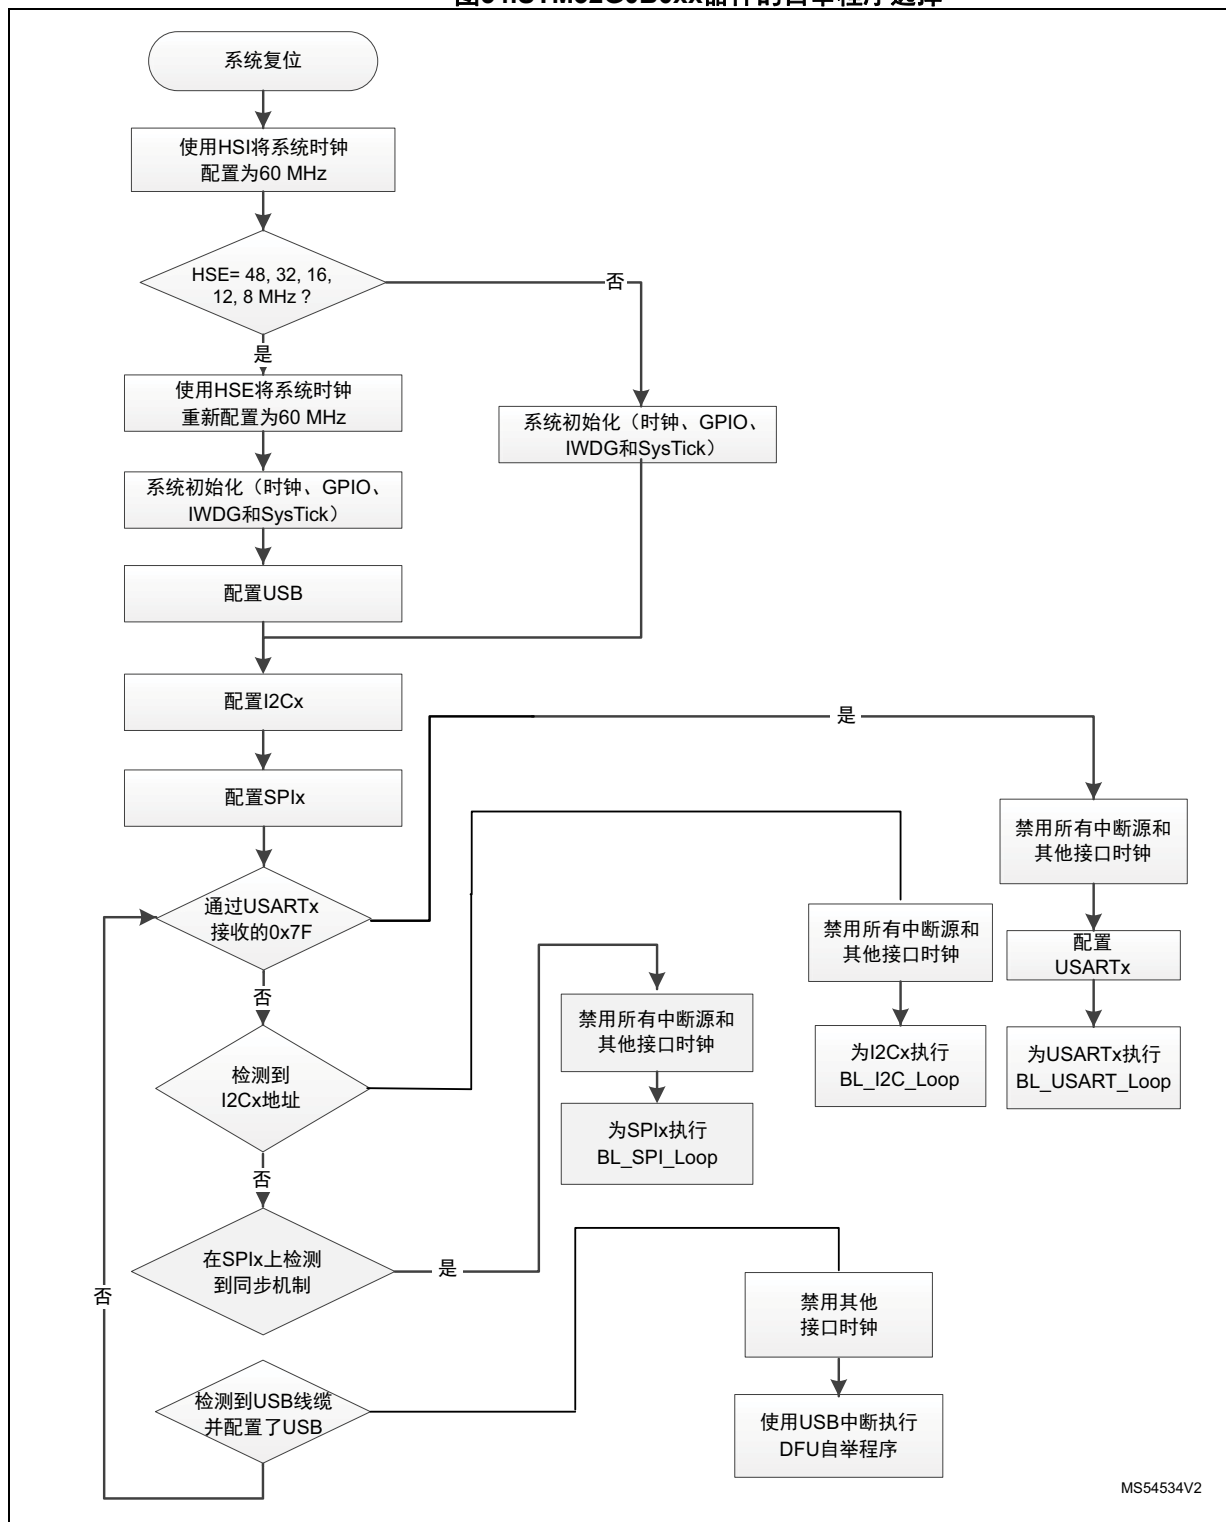 系统复位
使用HSI将系统时钟
配置为60 MHz
HSE= 48, 32, 16,
12, 8 MHz ?
否
是
使用HSE将系统时钟
重新配置为60 MHz
系统初始化（时钟、GPIO、
IWDG和SysTick）
系统初始化（时钟、GPIO、
IWDG和SysTick）
配置USB
配置I2Cx
是
配置SPIx
禁用所有中断源和
其他接口时钟
通过USARTx
接收的0x7F
禁用所有中断源和
其他接口时钟
配置
USARTx
否
禁用所有中断源和
其他接口时钟
为I2Cx执行
BL_I2C_Loop
为USARTx执行
BL_USART_Loop
检测到
I2Cx地址
为SPIx执行
BL_SPI_Loop
否
在SPIx上检测
到同步机制
是
否
禁用其他
接口时钟
检测到USB线缆
并配置了USB
使用USB中断执行
DFU自举程序
MS54534V2